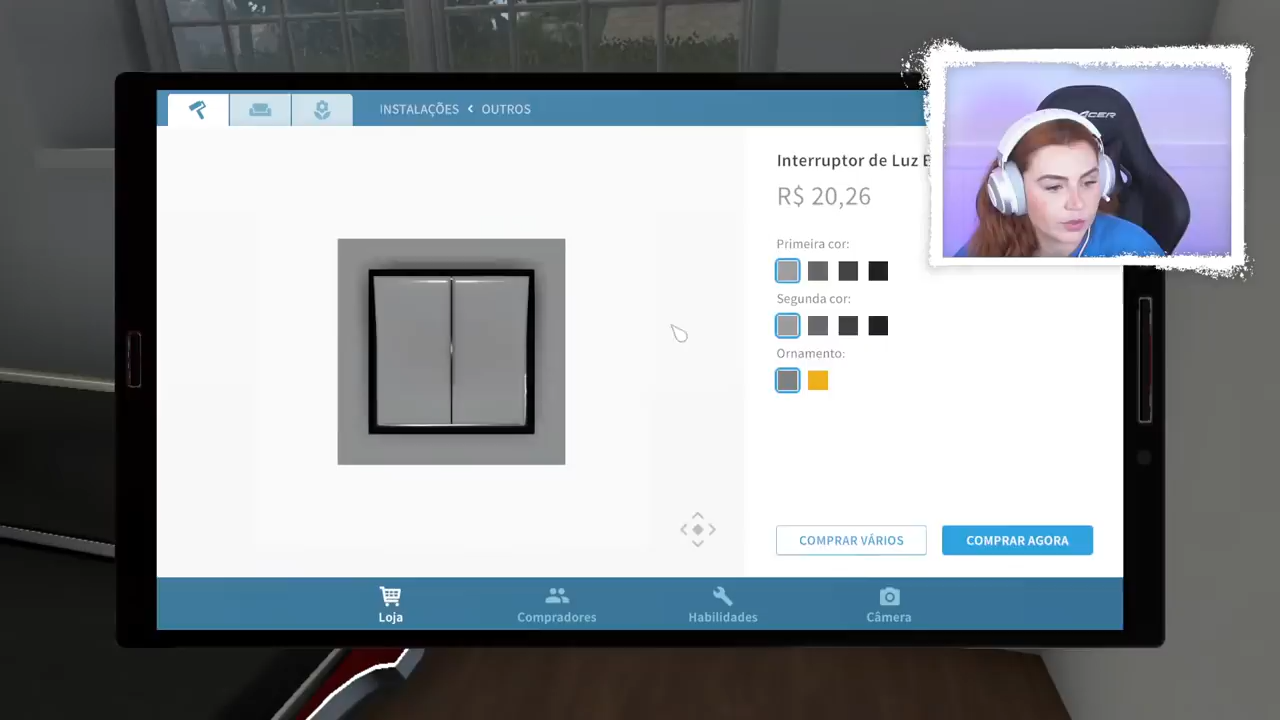 INSTALAÇÕES < OUTROS
Interruptor de Luz
R$ 20,26
Primeira cor:
Segunda cor:
Ornamento:
COMPRAR VÁRIOS
COMPRAR AGORA
Loja
Compradores
Habilidades
Câmera
ACER